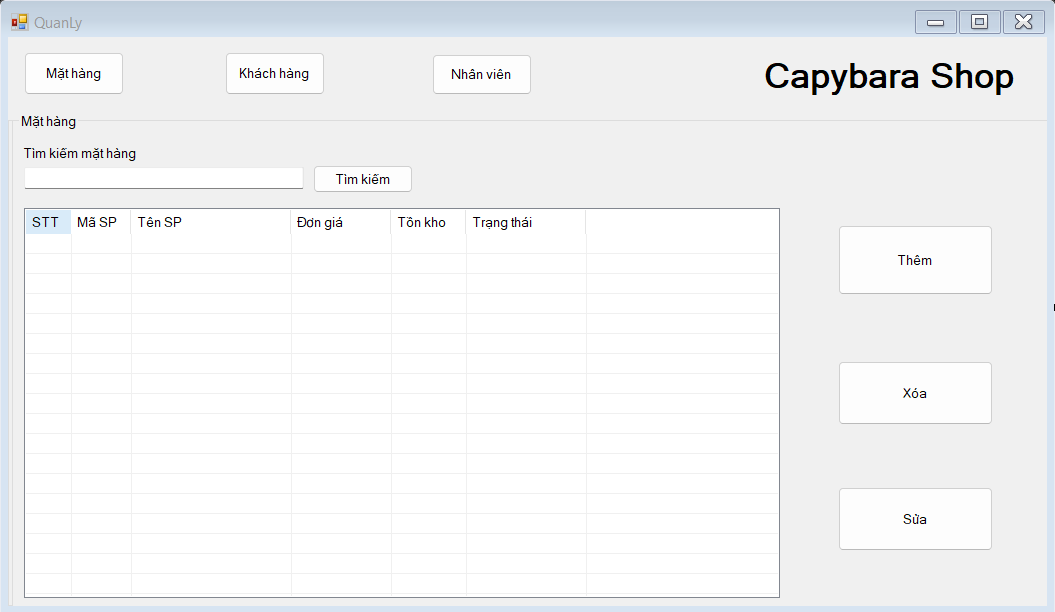 QuanLy
Mặt hàng
Khách hàng
Nhân viên
Capybara Shop
Mặt hàng
Tìm kiếm mặt hàng
Tìm kiếm
STT Mã SP Tên SP Đơn giá Tồn kho Trạng thái
Thêm
Xóa
Sửa